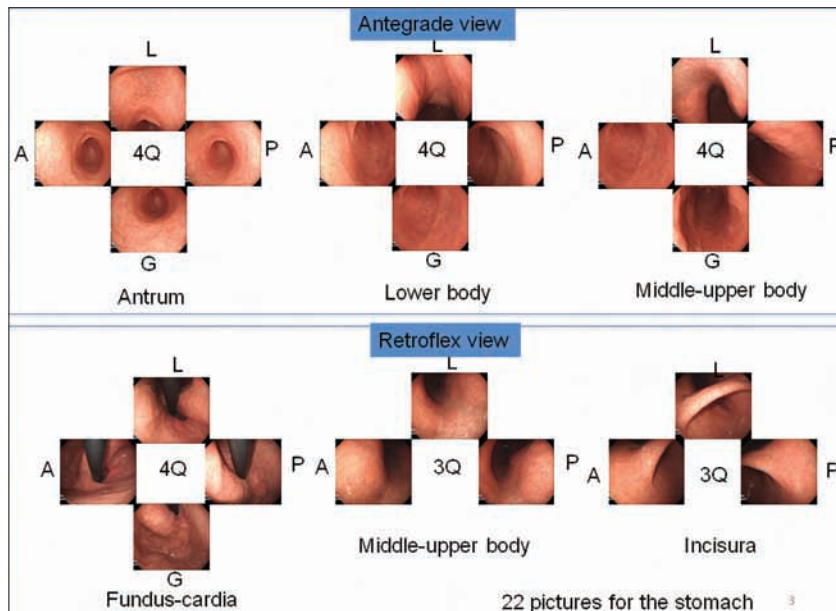 Antegrade view
L
A
4Q
P
G
Antrum
L
A
4Q
P
G
Lower body
L
A
4Q
P
G
Middle-upper body
Retroflex view
L
A
4Q
P
G
Fundus-cardia
L
A
3Q
P
Middle-upper body
L
A
3Q
P
Incisura
22 pictures for the stomach
3